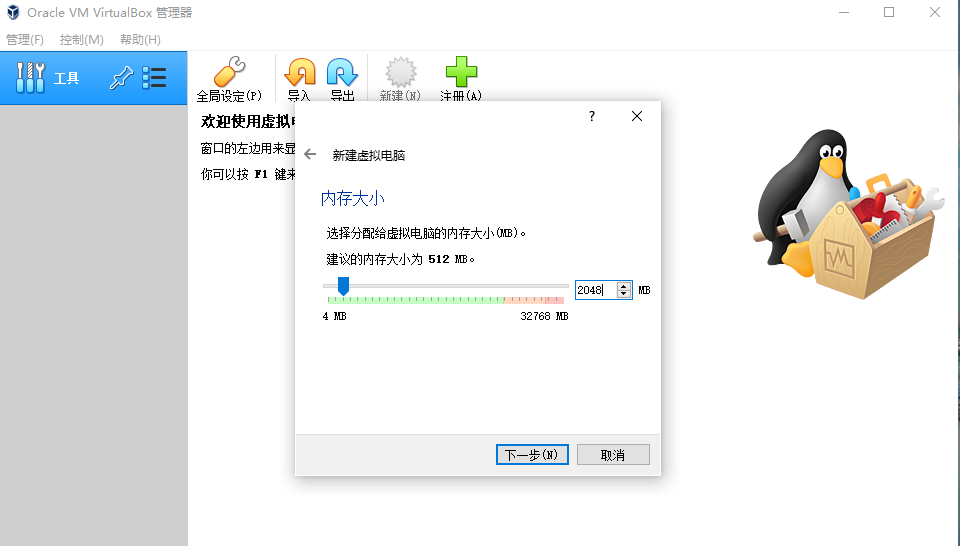 Oracle VM VirtualBox 管理器
管理(F) 控制(M) 帮助(H)
工具
全局设定(P) 导入 导出 新建(N) 注册(A)
欢迎使用虚拟
窗口的左边用来显
你可以按 F1 键来
?
新建虚拟电脑
内存大小
选择分配给虚拟电脑的内存大小(MB)。
建议的内存大小为 512 MB。
2048 MB
4 MB 32768 MB
下一步(N) 取消